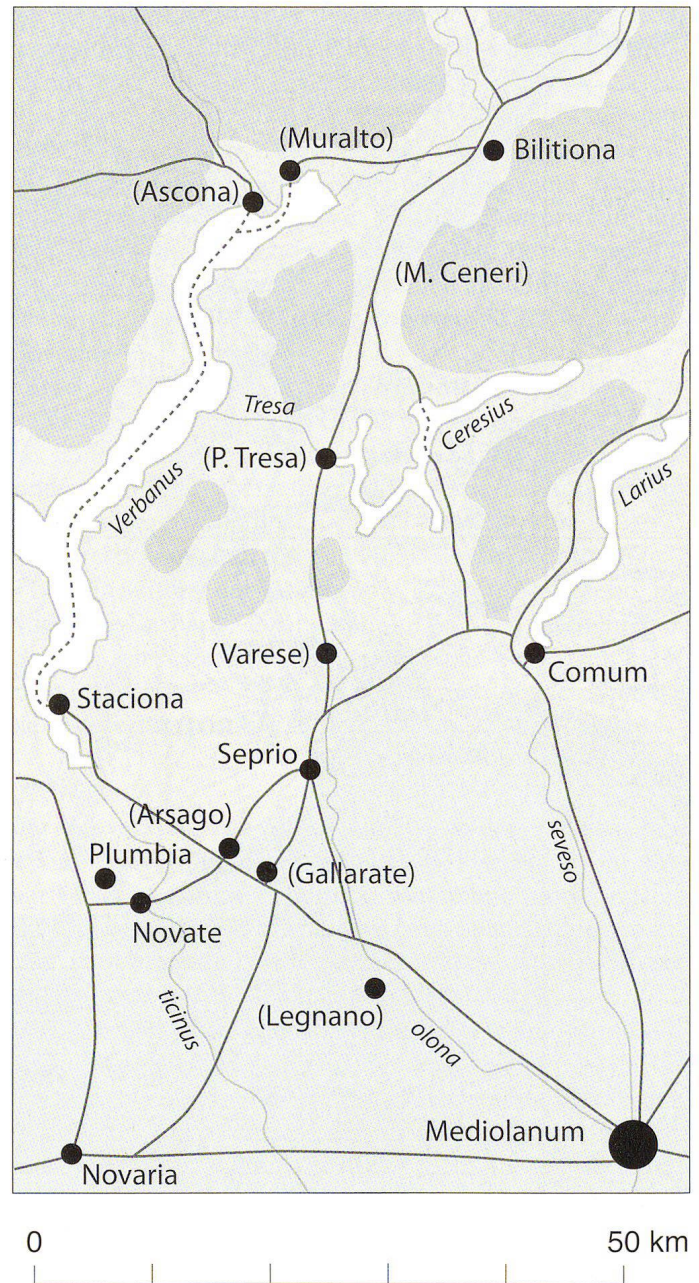 (Muralto)
Bilitiona
(Ascona)
(M. Ceneri)
Tresa
Ceresius
(P. Tresa)
Larius
Verbanus
(Varese)
Comum
Staciona
Seprio
(Arsago)
seveso
Plumbia
(Gallarate)
Novate
ticinus
(Legnano)
olona
Mediolanum
Novaria
0
50 km